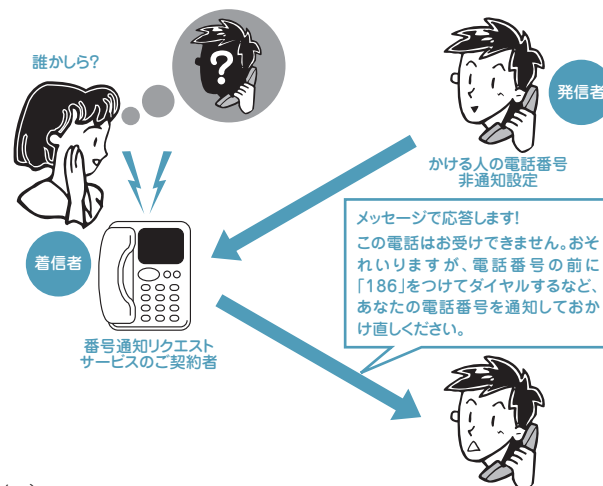 誰かしら?
?
発信者
かける人の電話番号
非通知設定
着信者
番号通知リクエスト
サービスのご契約者
メッセージで応答します!
この電話はお受けできません。おそ
れいりますが、電話番号の前に
「186」をつけてダイヤルするなど、
あなたの電話番号を通知しておか
け直しください。